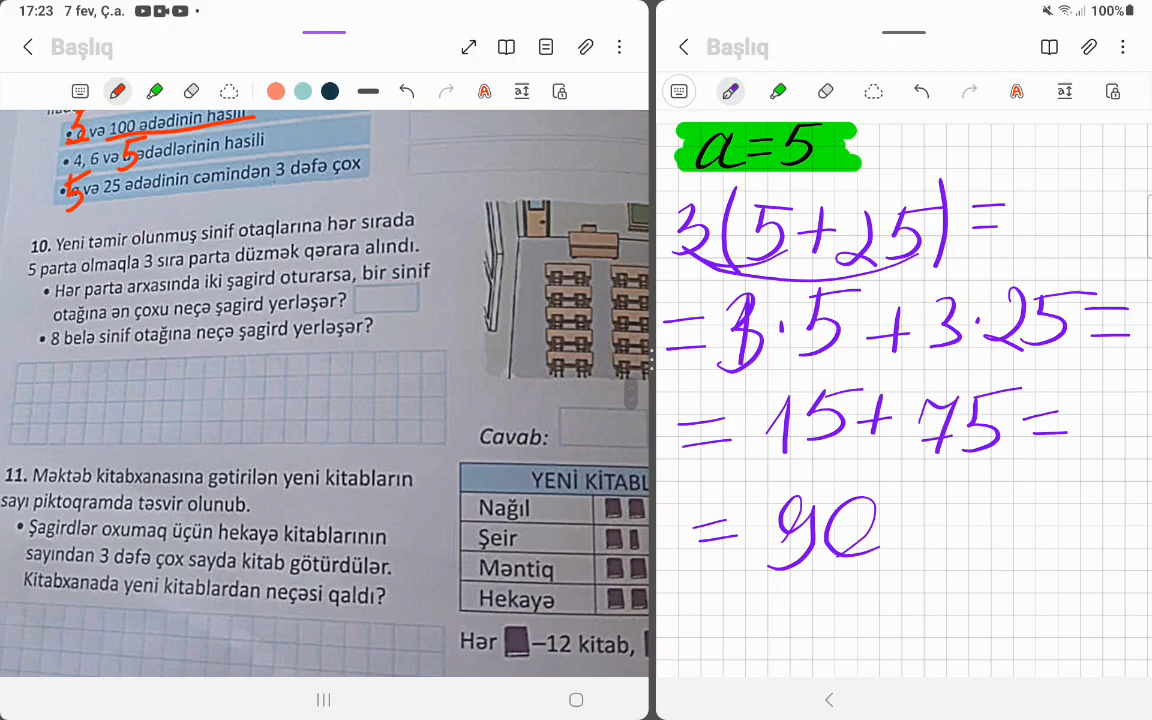 17:23 7 fev, Ç.a.
100%
Başlıq
Başlıq
və 100 ədədinin hasili
• 4, 6 və 5 ədədlərinin hasili
• 5 və 25 ədədinin cəmindən 3 dəfə çox
10. Yeni təmir olunmuş sinif otaqlarına hər sırada
5 parta olmaqla 3 sıra parta düzmək qərara alındı.
• Hər parta arxasında iki şagird oturarsa, bir sinif
otağına ən çoxu neçə şagird yerləşər?
• 8 belə sinif otağına neçə şagird yerləşər?
Cavab:
11. Məktəb kitabxanasına gətirilən yeni kitabların
sayı piktoqramda təsvir olunub.
• Şagirdlər oxumaq üçün hekayə kitablarının
sayından 3 dəfə çox sayda kitab götürdülər.
Kitabxanada yeni kitablardan neçəsi qaldı?
YENİ KİTABL
Nağıl
Şeir
Məntiq
Hekayə
Hər –12 kitab,
a=5
3(5+25)=
=3·5+3·25=
=15+75=
=90